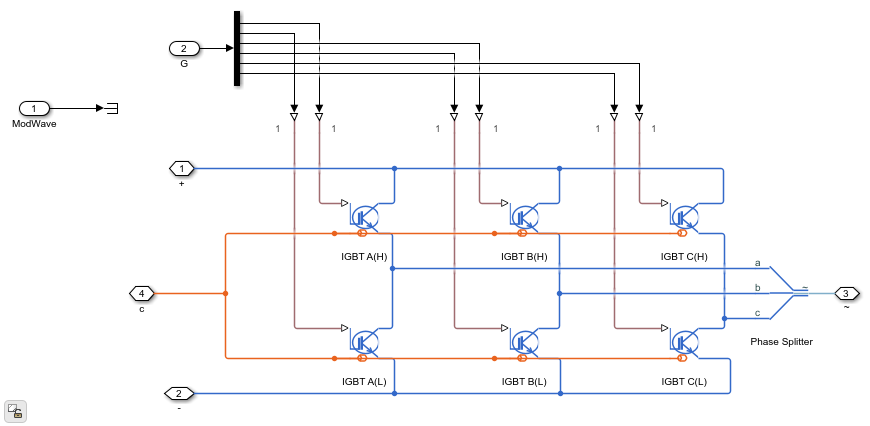 2
G
1
ModWave
1
1
1
1
1
1
1
+
IGBT A(H)
IGBT B(H)
IGBT C(H)
a
4
c
b
~
3
~
c
Phase Splitter
IGBT A(L)
IGBT B(L)
IGBT C(L)
2
-